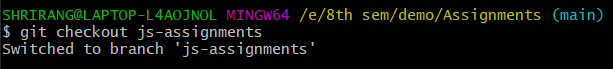 SHRIRANG@LAPTOP-L4AOJNOL MINGW64 /e/8th sem/demo/Assignments (main)
$ git checkout js-assignments
Switched to branch 'js-assignments'